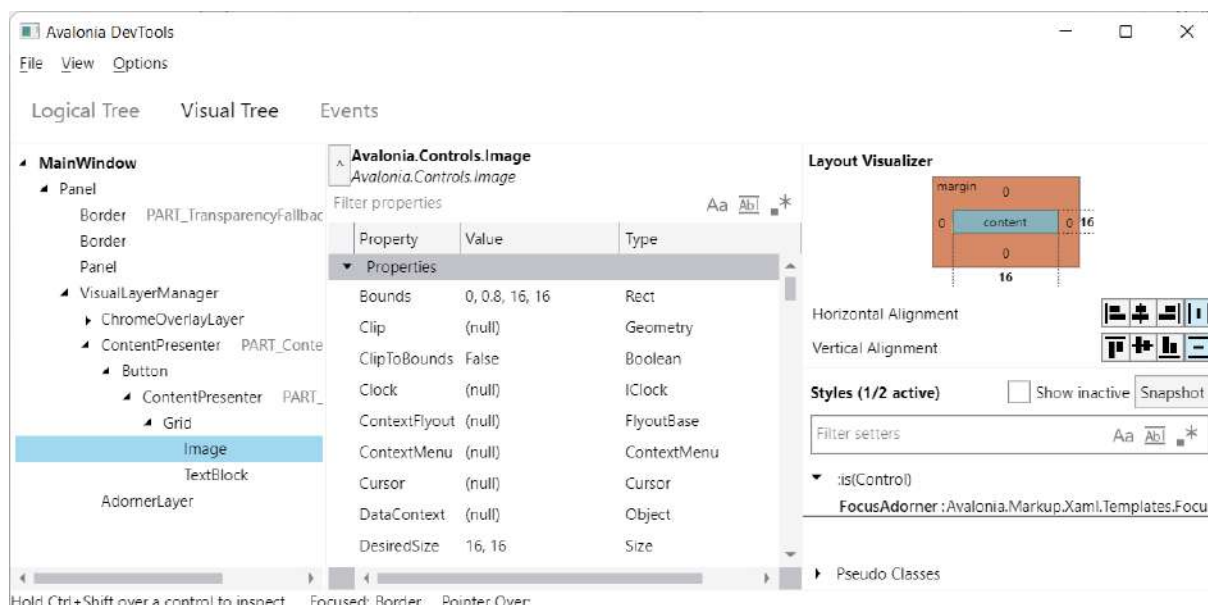 Avalonia DevTools
File View Options
Logical Tree Visual Tree Events
MainWindow
Panel
Border PART_TransparencyFallbac
Border
Panel
VisualLayerManager
ChromeOverlayLayer
ContentPresenter PART_Conte
Button
ContentPresenter PART_
Grid
Image
TextBlock
AdornerLayer
Avalonia.Controls.Image
Avalonia.Controls.Image
Filter properties Aa Abl .*
Property Value Type
Properties
Bounds 0, 0.8, 16, 16 Rect
Clip (null) Geometry
ClipToBounds False Boolean
Clock (null) IClock
ContextFlyout (null) FlyoutBase
ContextMenu (null) ContextMenu
Cursor (null) Cursor
DataContext (null) Object
DesiredSize 16, 16 Size
Layout Visualizer
margin 0
0 content 0 16
0
16
Horizontal Alignment
Vertical Alignment
Styles (1/2 active) Show inactive Snapshot
Filter setters Aa Abl .*
:is(Control)
FocusAdorner :Avalonia.Markup.Xaml.Templates.Focu
Pseudo Classes
Hold Ctrl+Shift over a control to inspect. Focused: Border Pointer Over: